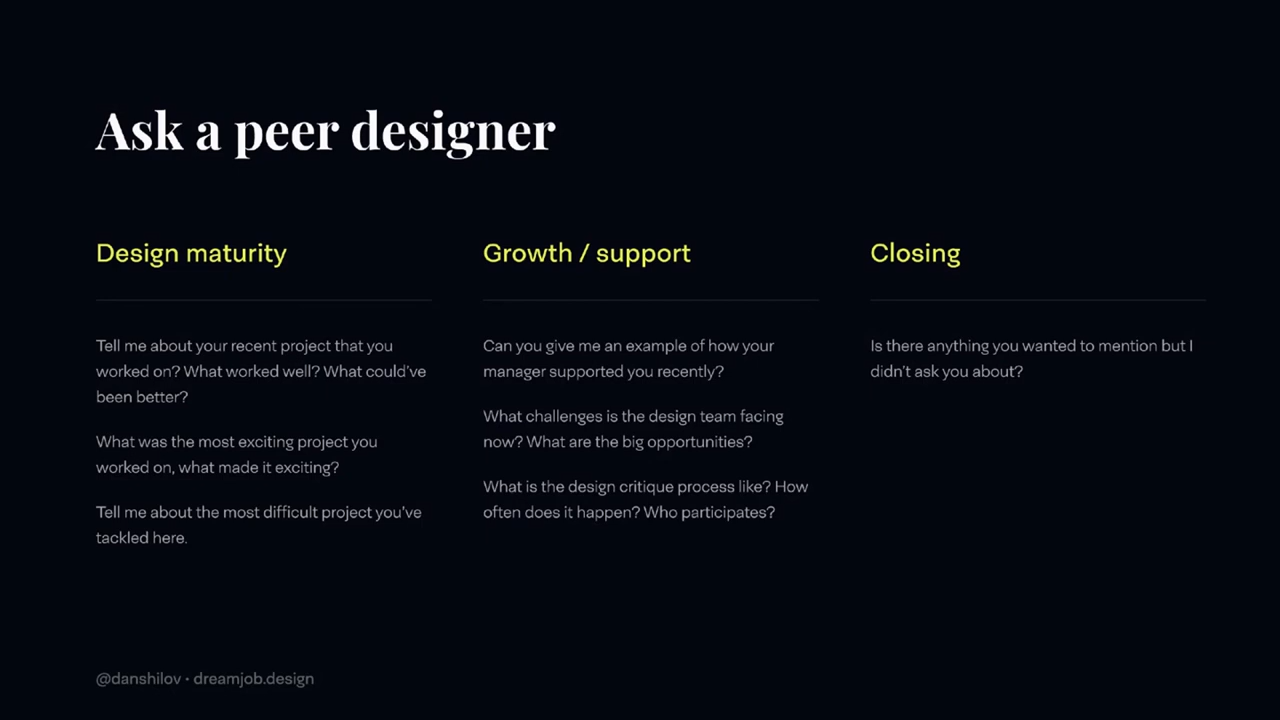 Ask a peer designer
Design maturity
Tell me about your recent project that you
worked on? What worked well? What could’ve
been better?
What was the most exciting project you
worked on, what made it exciting?
Tell me about the most difficult project you’ve
tackled here.
Growth / support
Can you give me an example of how your
manager supported you recently?
What challenges is the design team facing
now? What are the big opportunities?
What is the design critique process like? How
often does it happen? Who participates?
Closing
Is there anything you wanted to mention but I
didn’t ask you about?
@danshilov • dreamjob.design